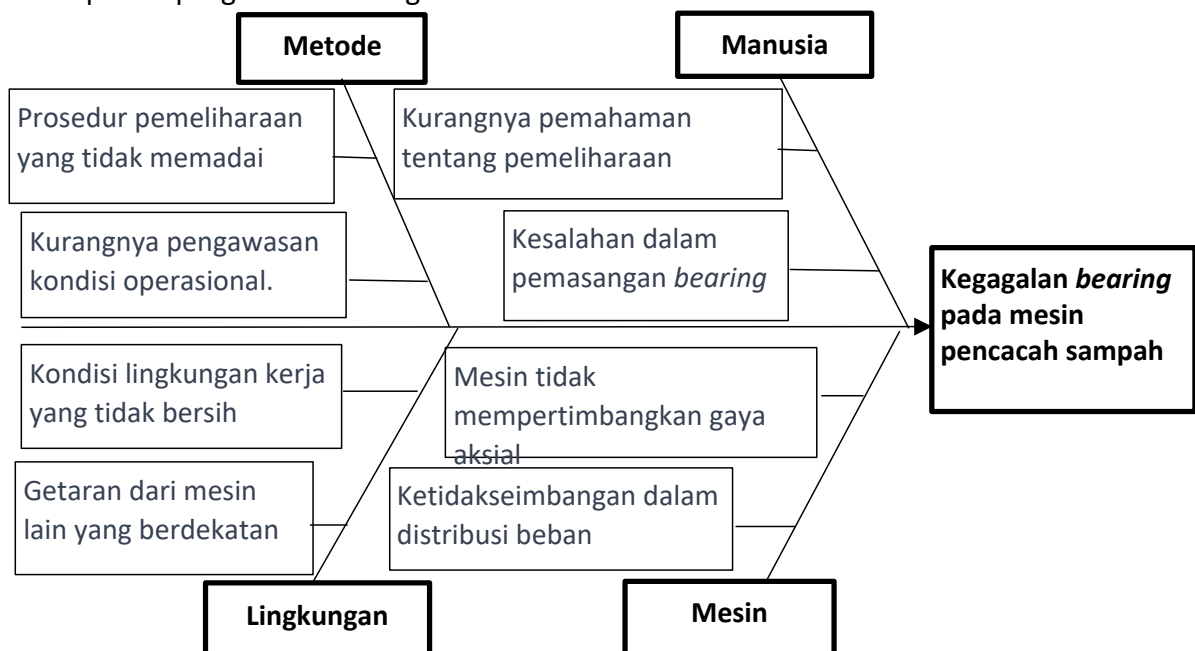 Metode
Manusia
Prosedur pemeliharaan
yang tidak memadai
Kurangnya pemahaman
tentang pemeliharaan
Kurangnya pengawasan
kondisi operasional.
Kesalahan dalam
pemasangan bearing
Kegagalan bearing
pada mesin
pencacah sampah
Kondisi lingkungan kerja
yang tidak bersih
Mesin tidak
mempertimbangkan gaya
aksial
Getaran dari mesin
lain yang berdekatan
Ketidakseimbangan dalam
distribusi beban
Lingkungan
Mesin